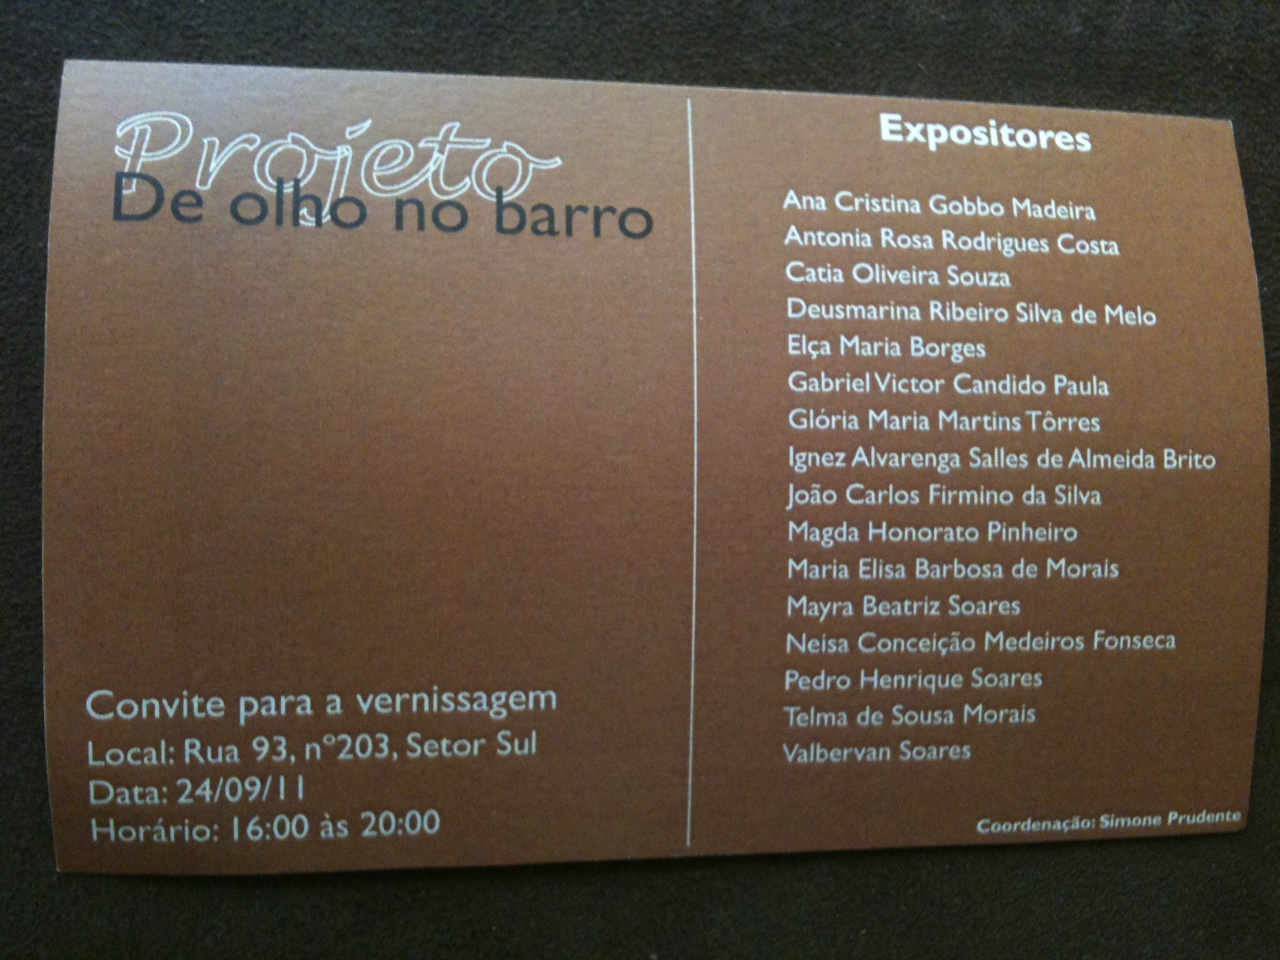 Projeto
De olho no barro
Convite para a vernissagem
Local: Rua 93, nº203, Setor Sul
Data: 24/09/11
Horário: 16:00 às 20:00
Expositores
Ana Cristina Gobbo Madeira
Antonia Rosa Rodrigues Costa
Catia Oliveira Souza
Deusmarina Ribeiro Silva de Melo
Elça Maria Borges
Gabriel Victor Candido Paula
Glória Maria Martins Tôrres
Ignez Alvarenga Salles de Almeida Brito
João Carlos Firmino da Silva
Magda Honorato Pinheiro
Maria Elisa Barbosa de Morais
Mayra Beatriz Soares
Neisa Conceição Medeiros Fonseca
Pedro Henrique Soares
Telma de Sousa Morais
Valbervan Soares
Coordenação: Simone Prudente